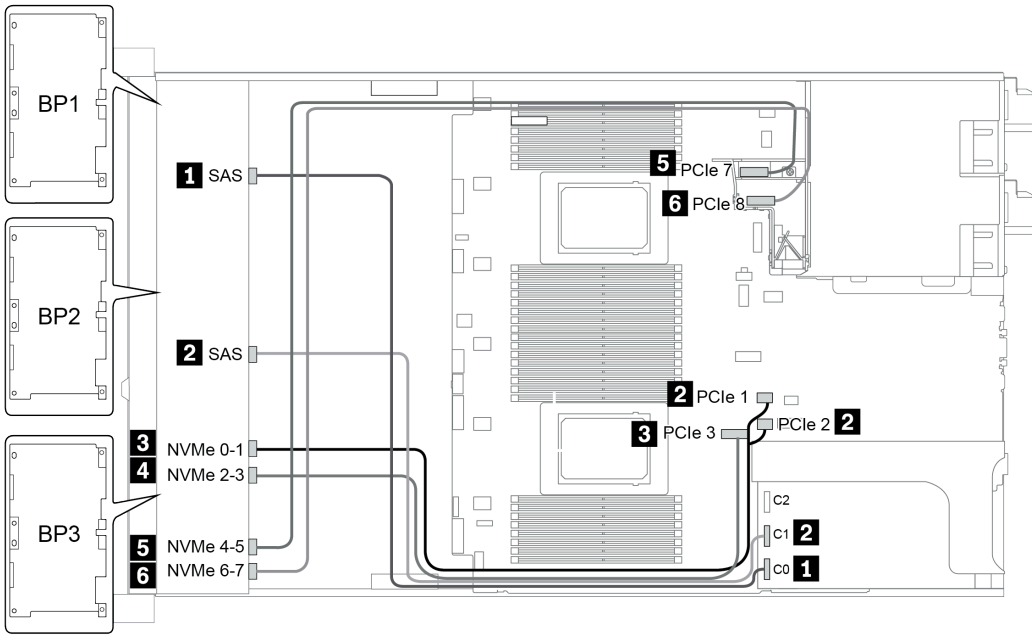 BP1
BP2
BP3
1 SAS
2 SAS
3 NVMe 0-1
4 NVMe 2-3
5 NVMe 4-5
6 NVMe 6-7
5 PCIe 7
6 PCIe 8
2 PCIe 1
PCIe 2 2
3 PCIe 3
C2
C1 2
C0 1